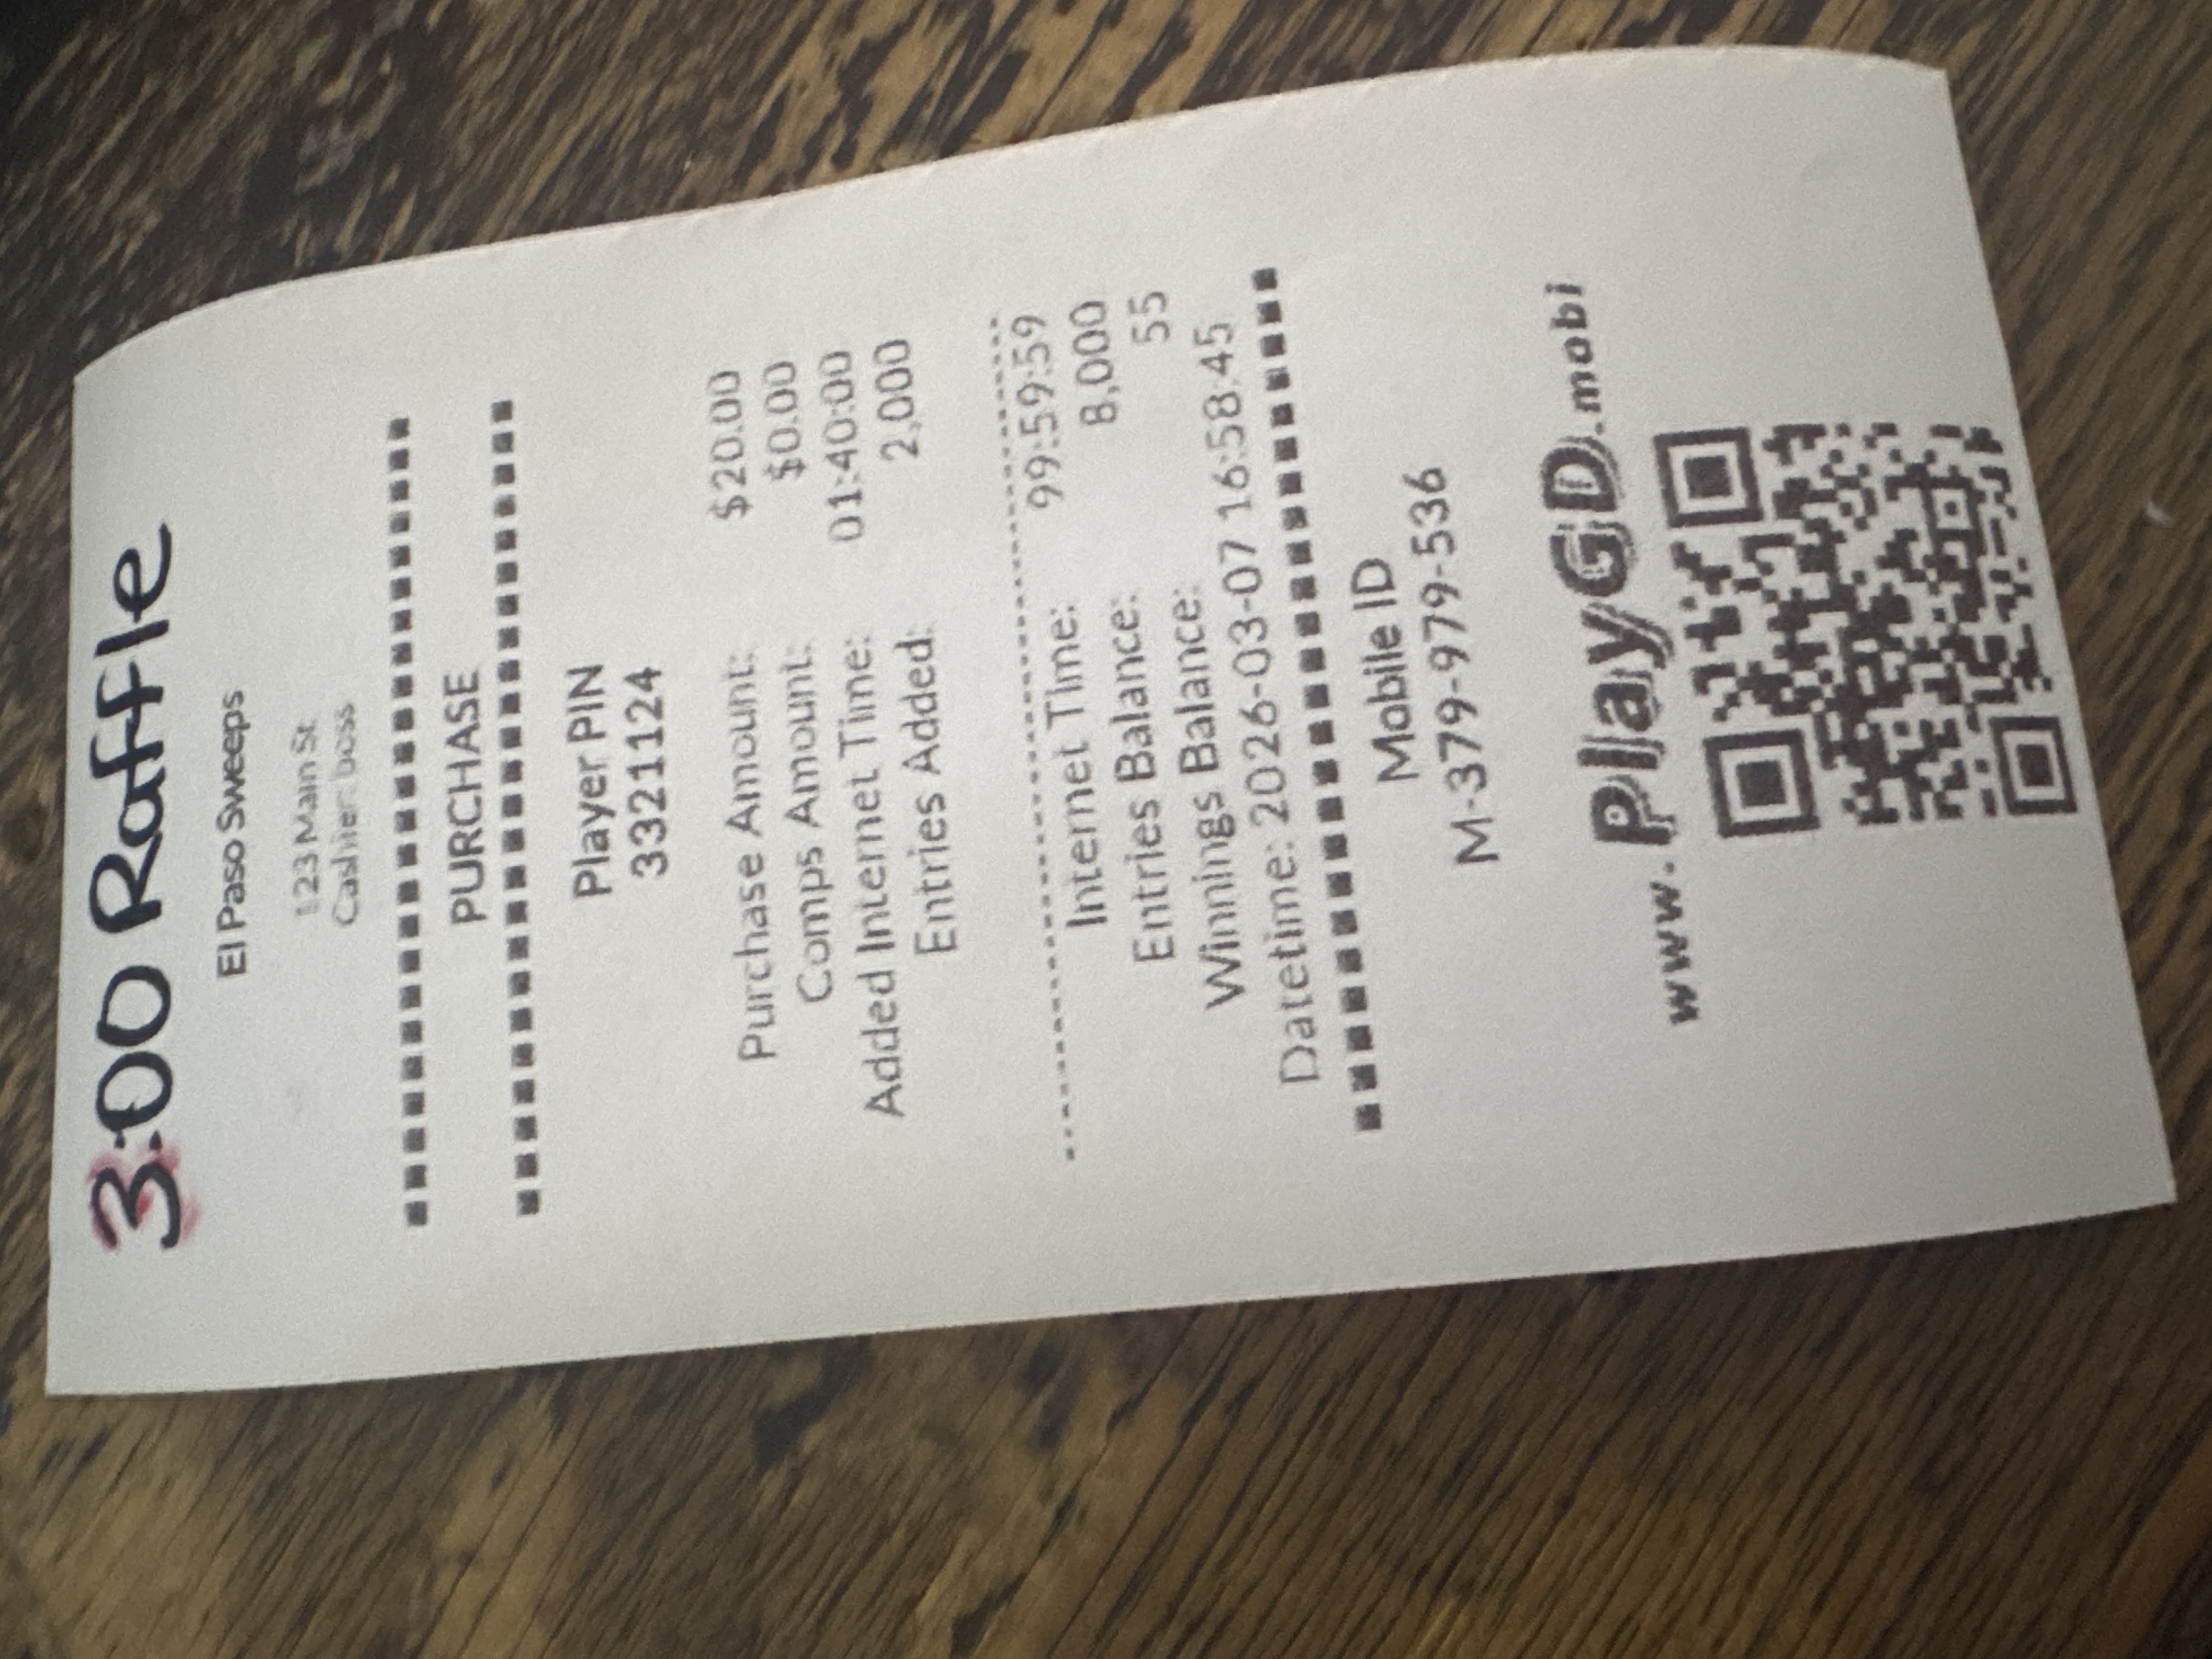 3:00 Raffle
El Paso Sweeps
123 Main St
Cashier: boss
PURCHASE
Player PIN
3321124
Purchase Amount: $20.00
Comps Amount: $0.00
Added Internet Time: 01:40:00
Entries Added: 2,000
Internet Time: 99:59:59
Entries Balance: 8,000
Winnings Balance: 55
Datetime: 2026-03-07 16:58:45
Mobile ID
M-379-979-536
www.PlayGD.mobi